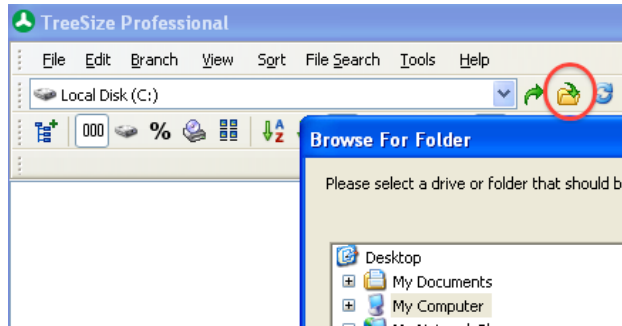 TreeSize Professional
File Edit Branch View Sort File Search Tools Help
Local Disk (C:)
000 % A Z
Browse For Folder
Please select a drive or folder that should b
Desktop
My Documents
My Computer